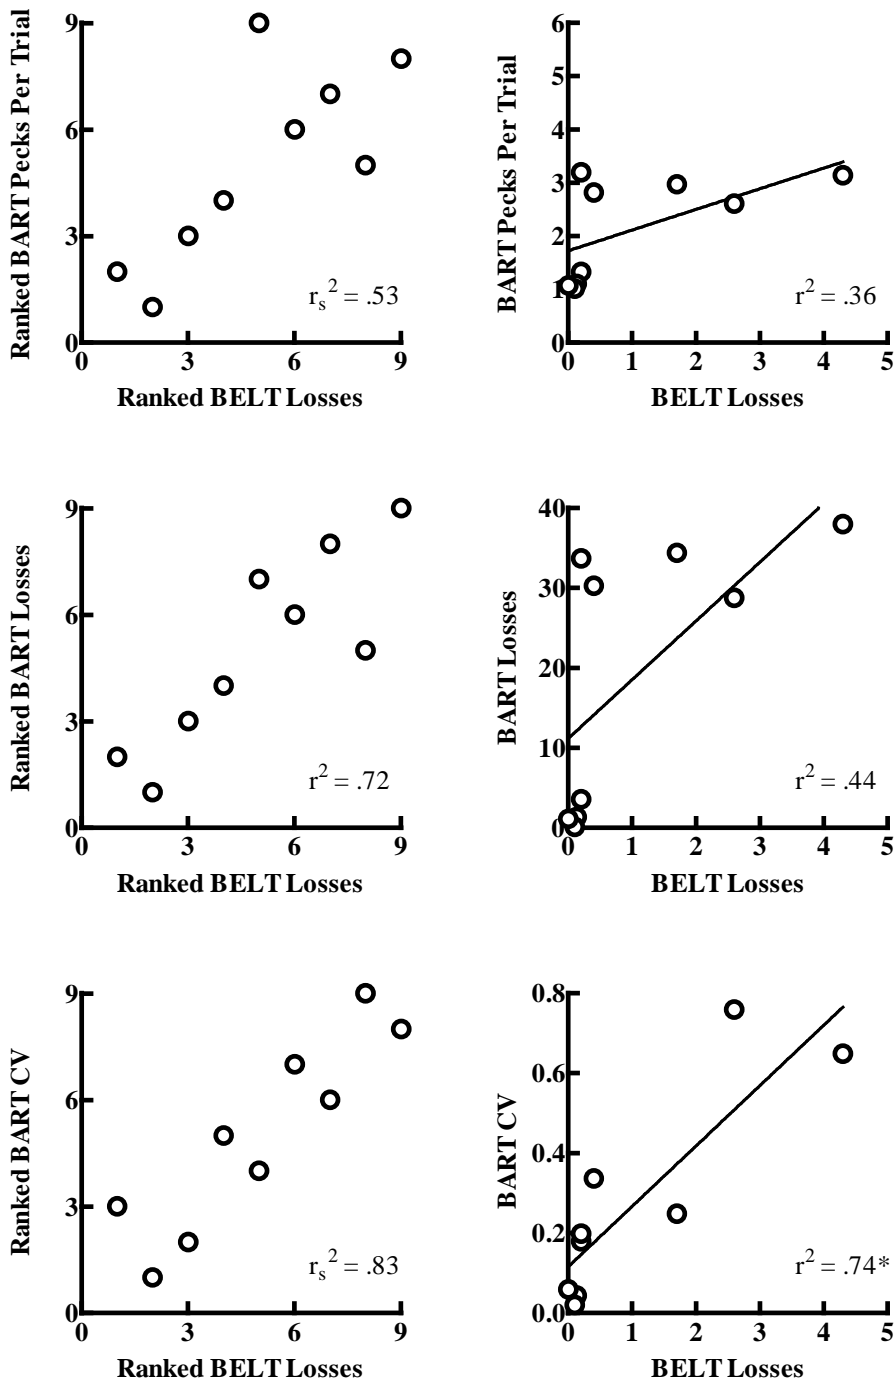 Ranked BART Pecks Per Trial
9
6
3
0
0 3 6 9
Ranked BELT Losses
r_s^2 = .53
BART Pecks Per Trial
6
5
4
3
2
1
0
0 1 2 3 4 5
BELT Losses
r^2 = .36
Ranked BART Losses
9
6
3
0
0 3 6 9
Ranked BELT Losses
r^2 = .72
BART Losses
40
30
20
10
0
0 1 2 3 4 5
BELT Losses
r^2 = .44
Ranked BART CV
9
6
3
0
0 3 6 9
Ranked BELT Losses
r_s^2 = .83
BART CV
0.8
0.6
0.4
0.2
0.0
0 1 2 3 4 5
BELT Losses
r^2 = .74*